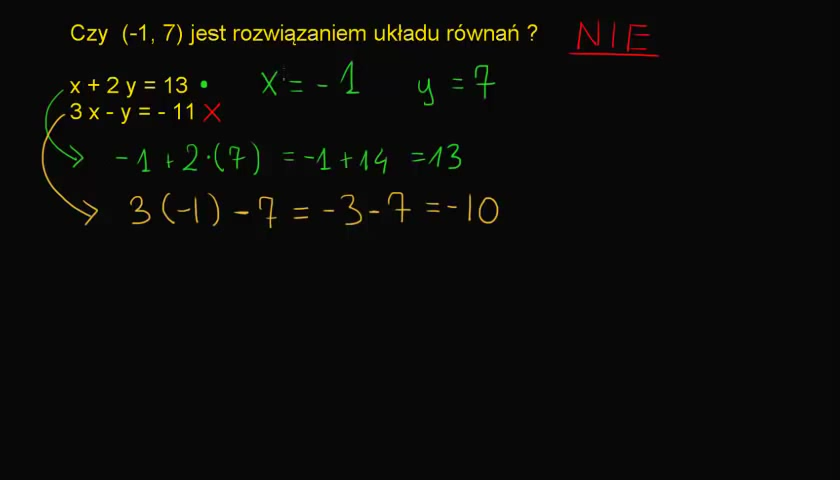 Czy (-1, 7) jest rozwiązaniem układu równań ? NIE
x + 2 y = 13 • x = - 1 y = 7
3 x - y = - 11 X
-1 + 2·(7) = -1 + 14 = 13
3 (-1) - 7 = -3 - 7 = -10